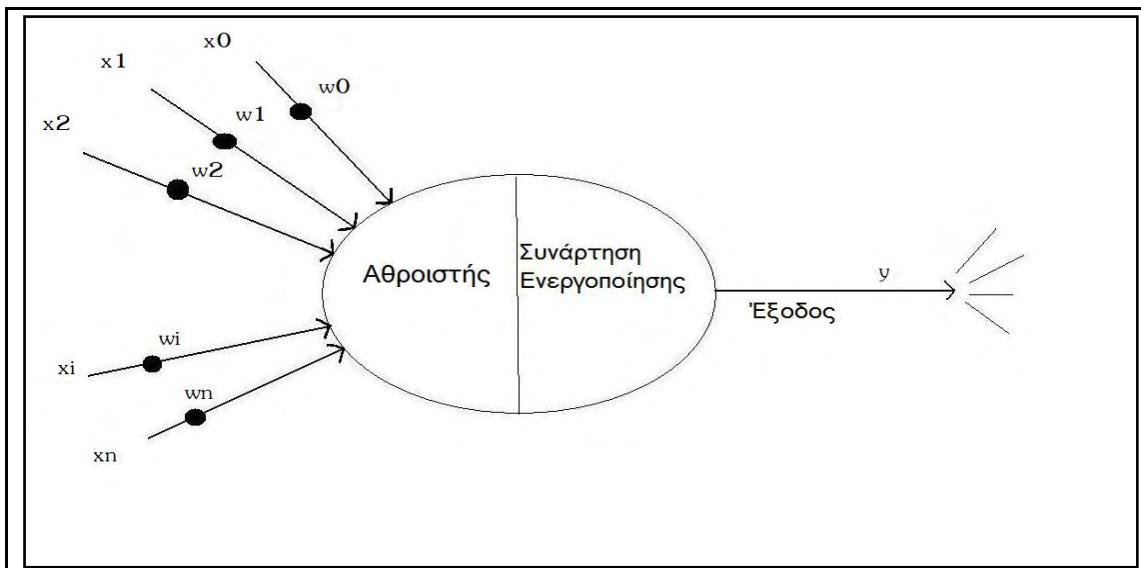 x0
x1
w0
w1
x2
w2
Αθροιστής
Συνάρτηση
Ενεργοποίησης
y
Έξοδος
wi
xi
wn
xn